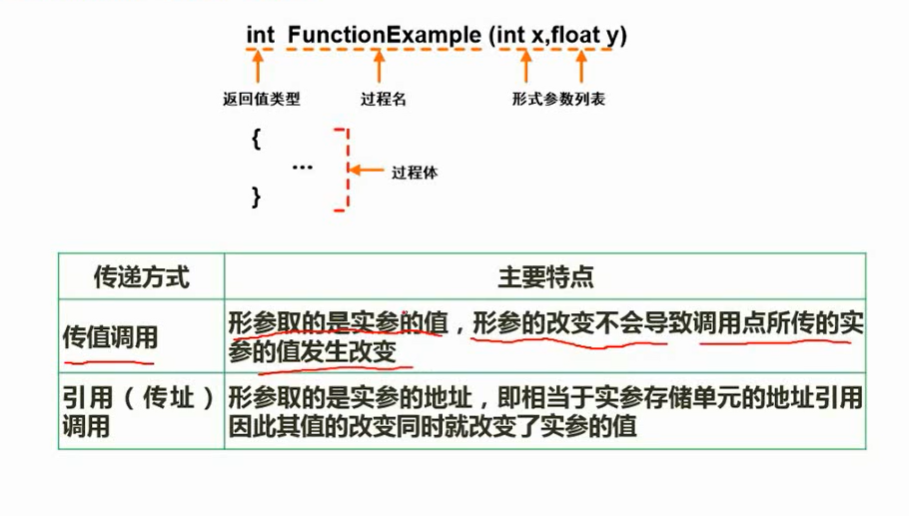 int FunctionExample (int x,float y)
返回值类型 过程名 形式参数列表
{
... 过程体
}
传递方式 主要特点
传值调用
形参取的是实参的值，形参的改变不会导致调用点所传的实
参的值发生改变
引用（传址）
调用
形参取的是实参的地址，即相当于实参存储单元的地址引用
因此其值的改变同时就改变了实参的值